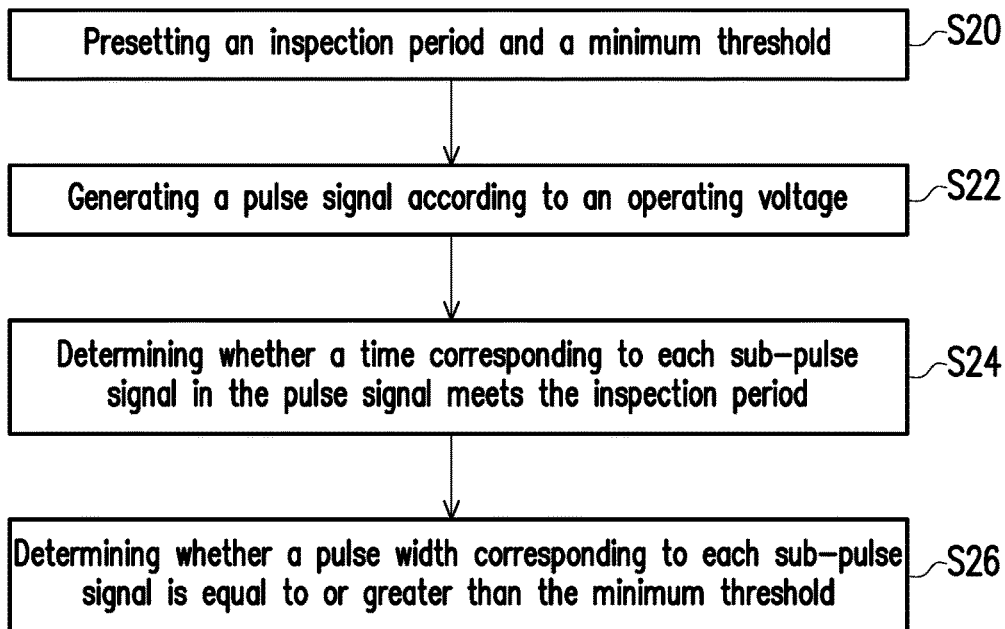 Presetting an inspection period and a minimum threshold
S20
Generating a pulse signal according to an operating voltage
S22
Determining whether a time corresponding to each sub-pulse
signal in the pulse signal meets the inspection period
S24
Determining whether a pulse width corresponding to each sub-pulse
signal is equal to or greater than the minimum threshold
S26